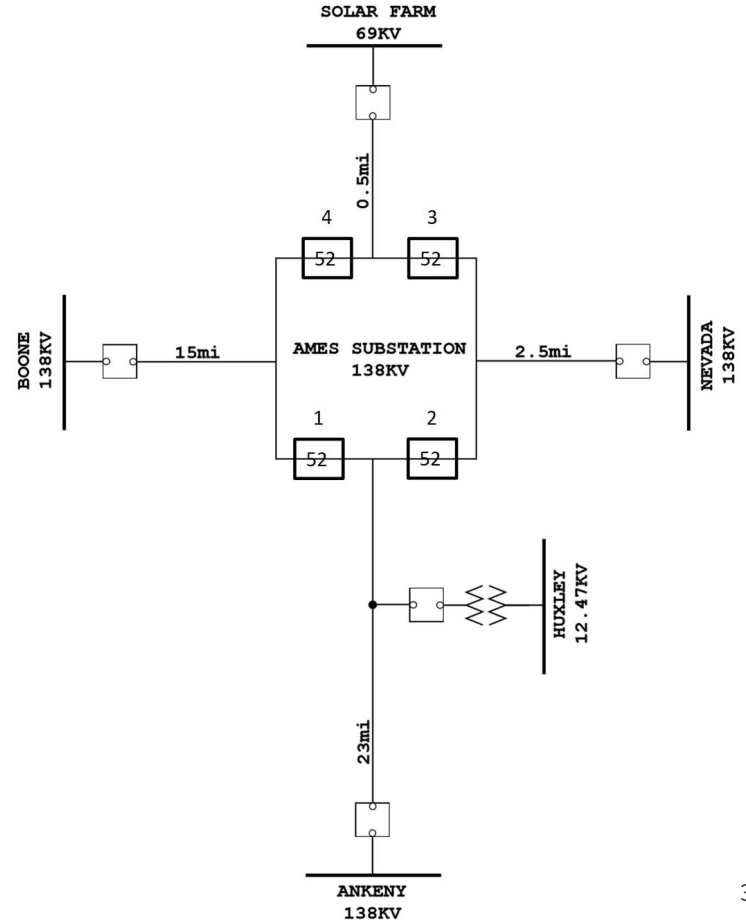 SOLAR FARM
69KV
0.5mi
4
3
52
52
BOONE
138KV
15mi
AMES SUBSTATION
138KV
2.5mi
NEVADA
138KV
1
2
52
52
HUXLEY
12.47KV
23mi
ANKENY
138KV